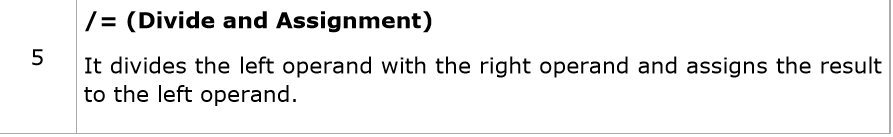 /= (Divide and Assignment)
5
It divides the left operand with the right operand and assigns the result
to the left operand.